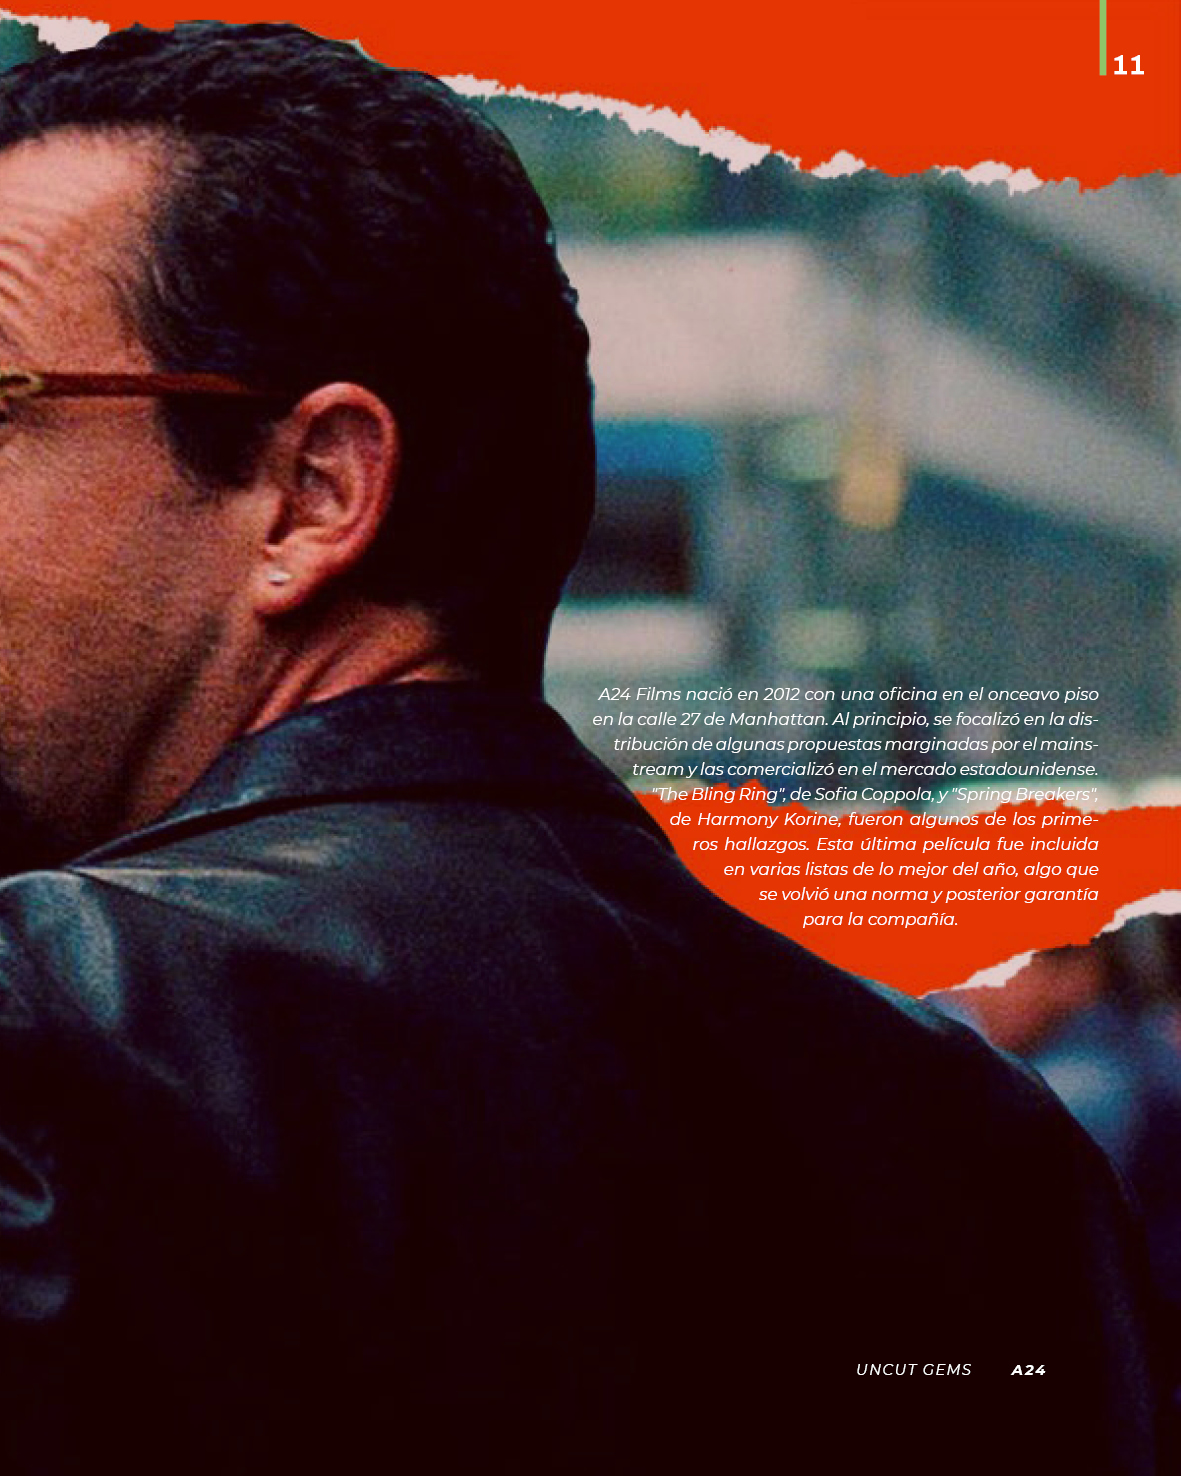 11
A24 Films nació en 2012 con una oficina en el onceavo piso
en la calle 27 de Manhattan. Al principio, se focalizó en la dis-
tribución de algunas propuestas marginadas por el mains-
tream y las comercializó en el mercado estadounidense.
"The Bling Ring", de Sofia Coppola, y "Spring Breakers",
de Harmony Korine, fueron algunos de los prime-
ros hallazgos. Esta última película fue incluida
en varias listas de lo mejor del año, algo que
se volvió una norma y posterior garantía
para la compañía.
UNCUT GEMS A24